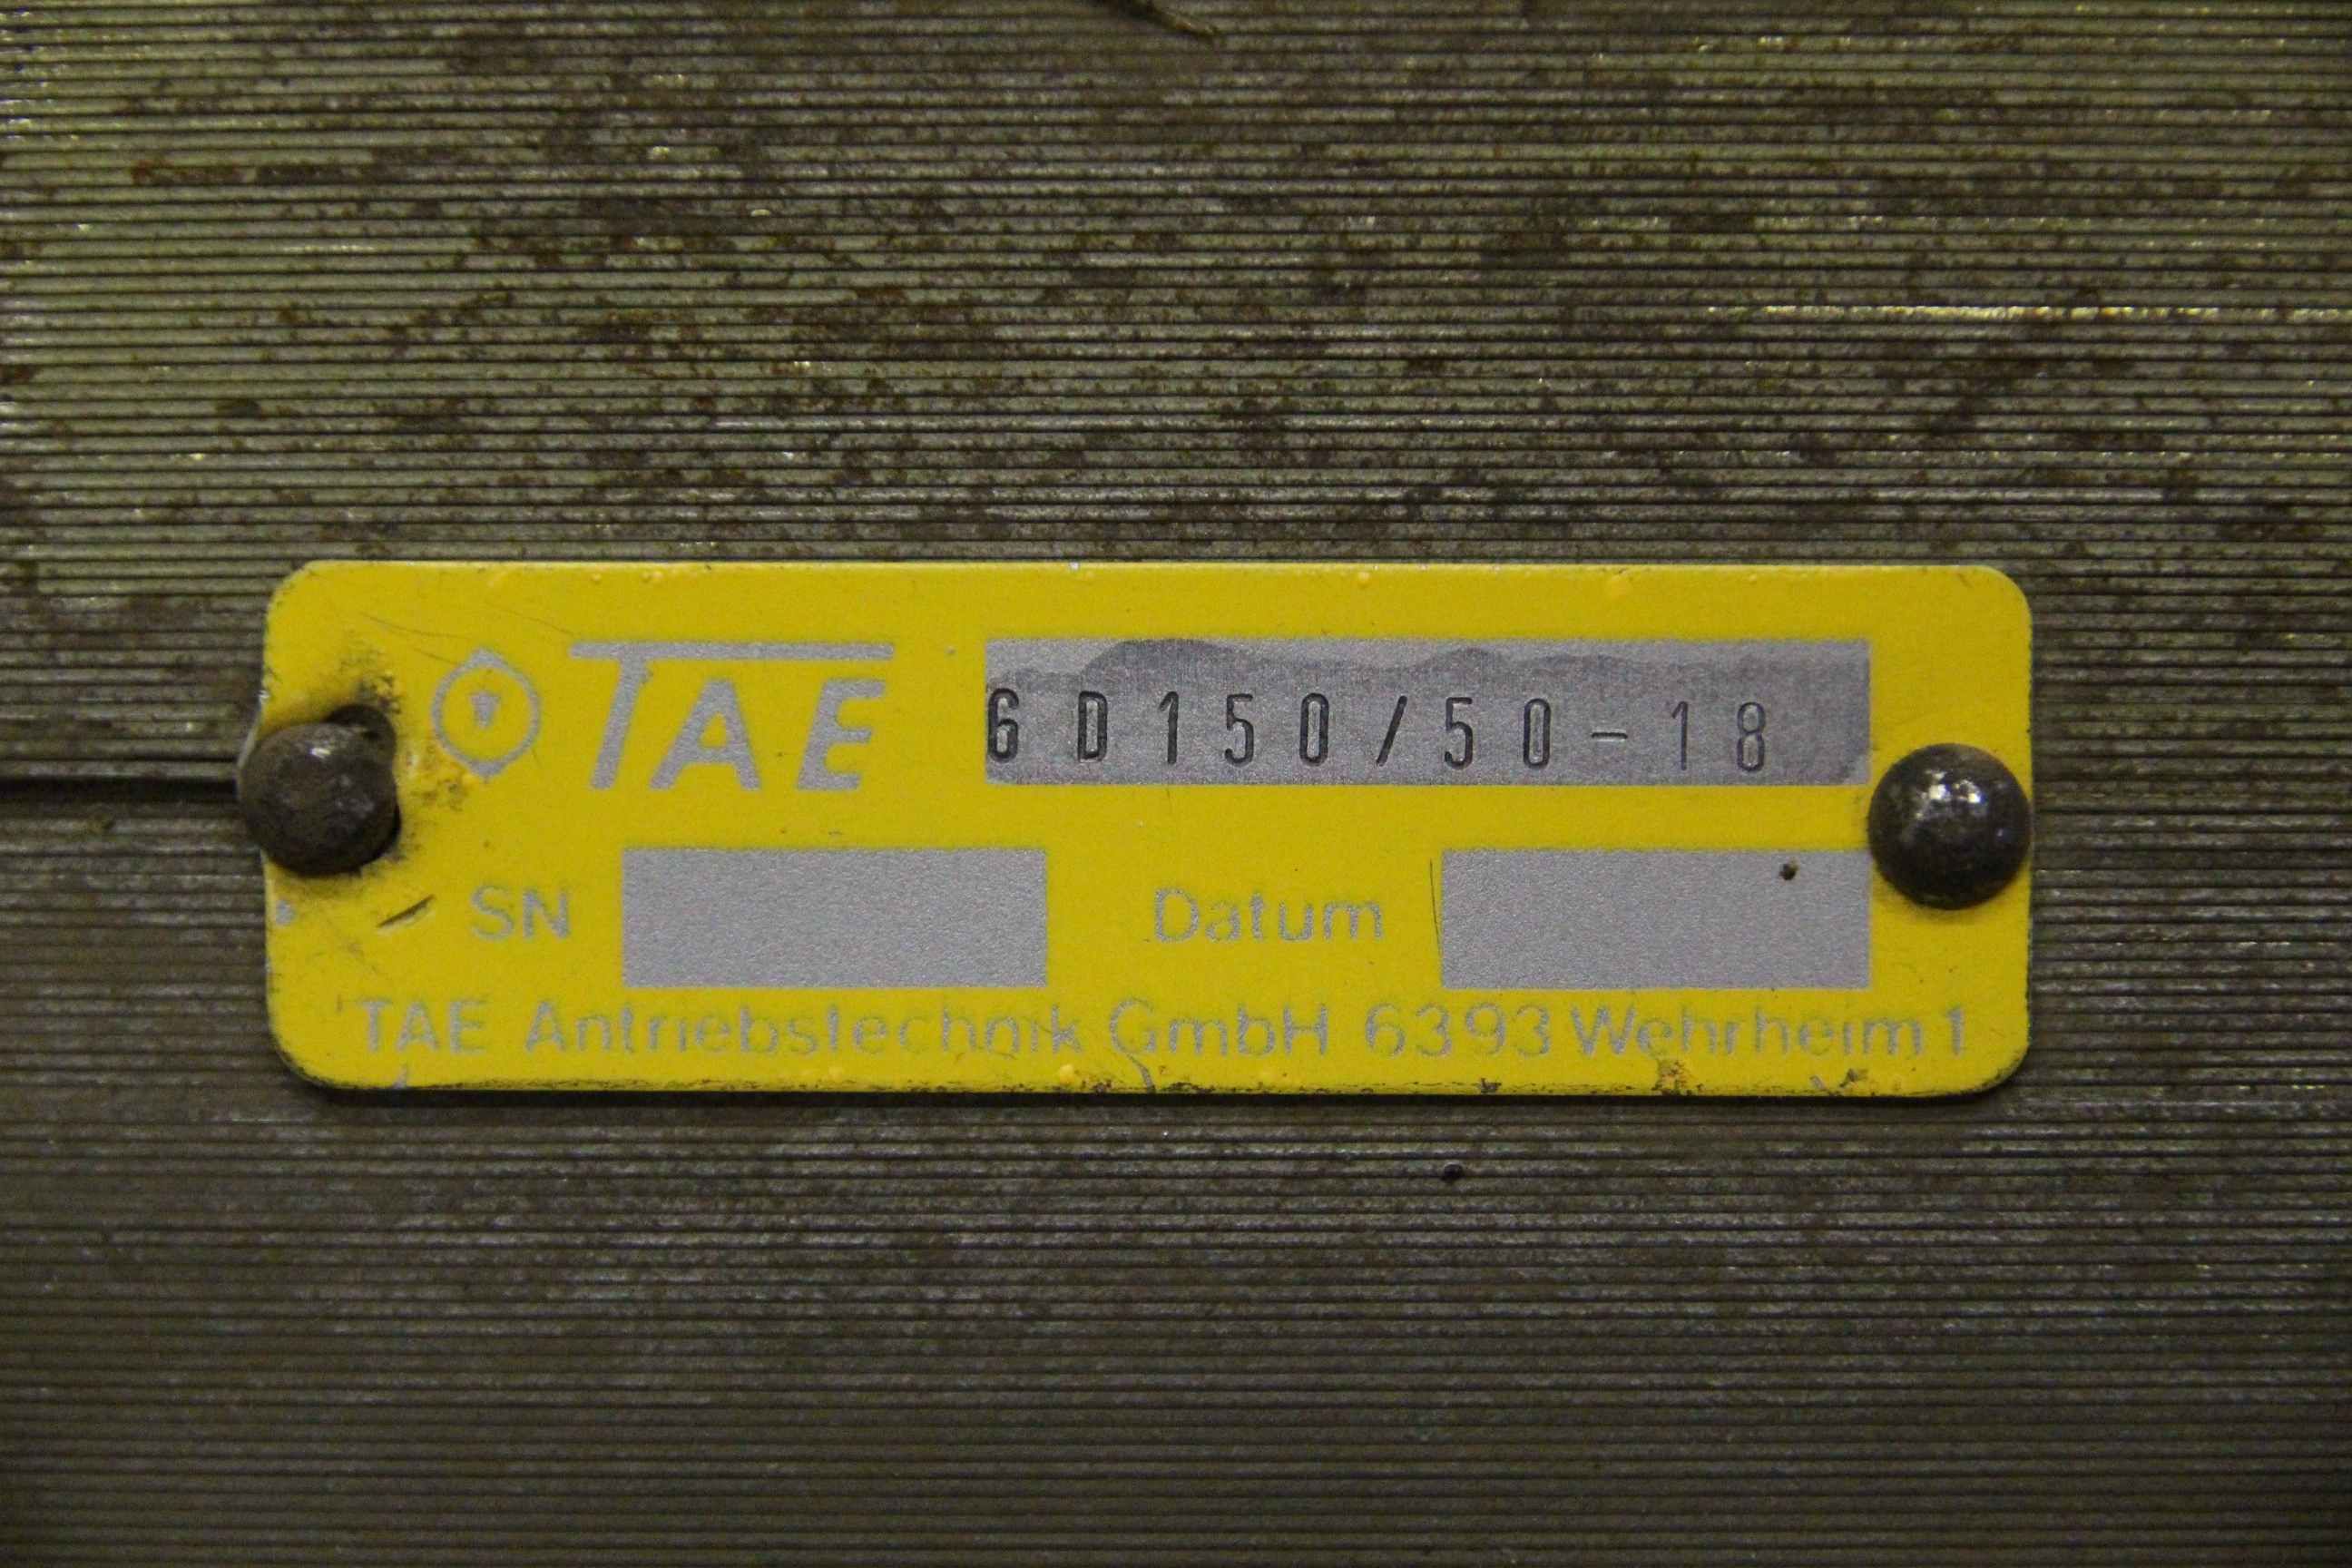 TAE 6D150/50-18
SN Datum
TAE Antriebstechnik GmbH 6393 Wehrheim 1